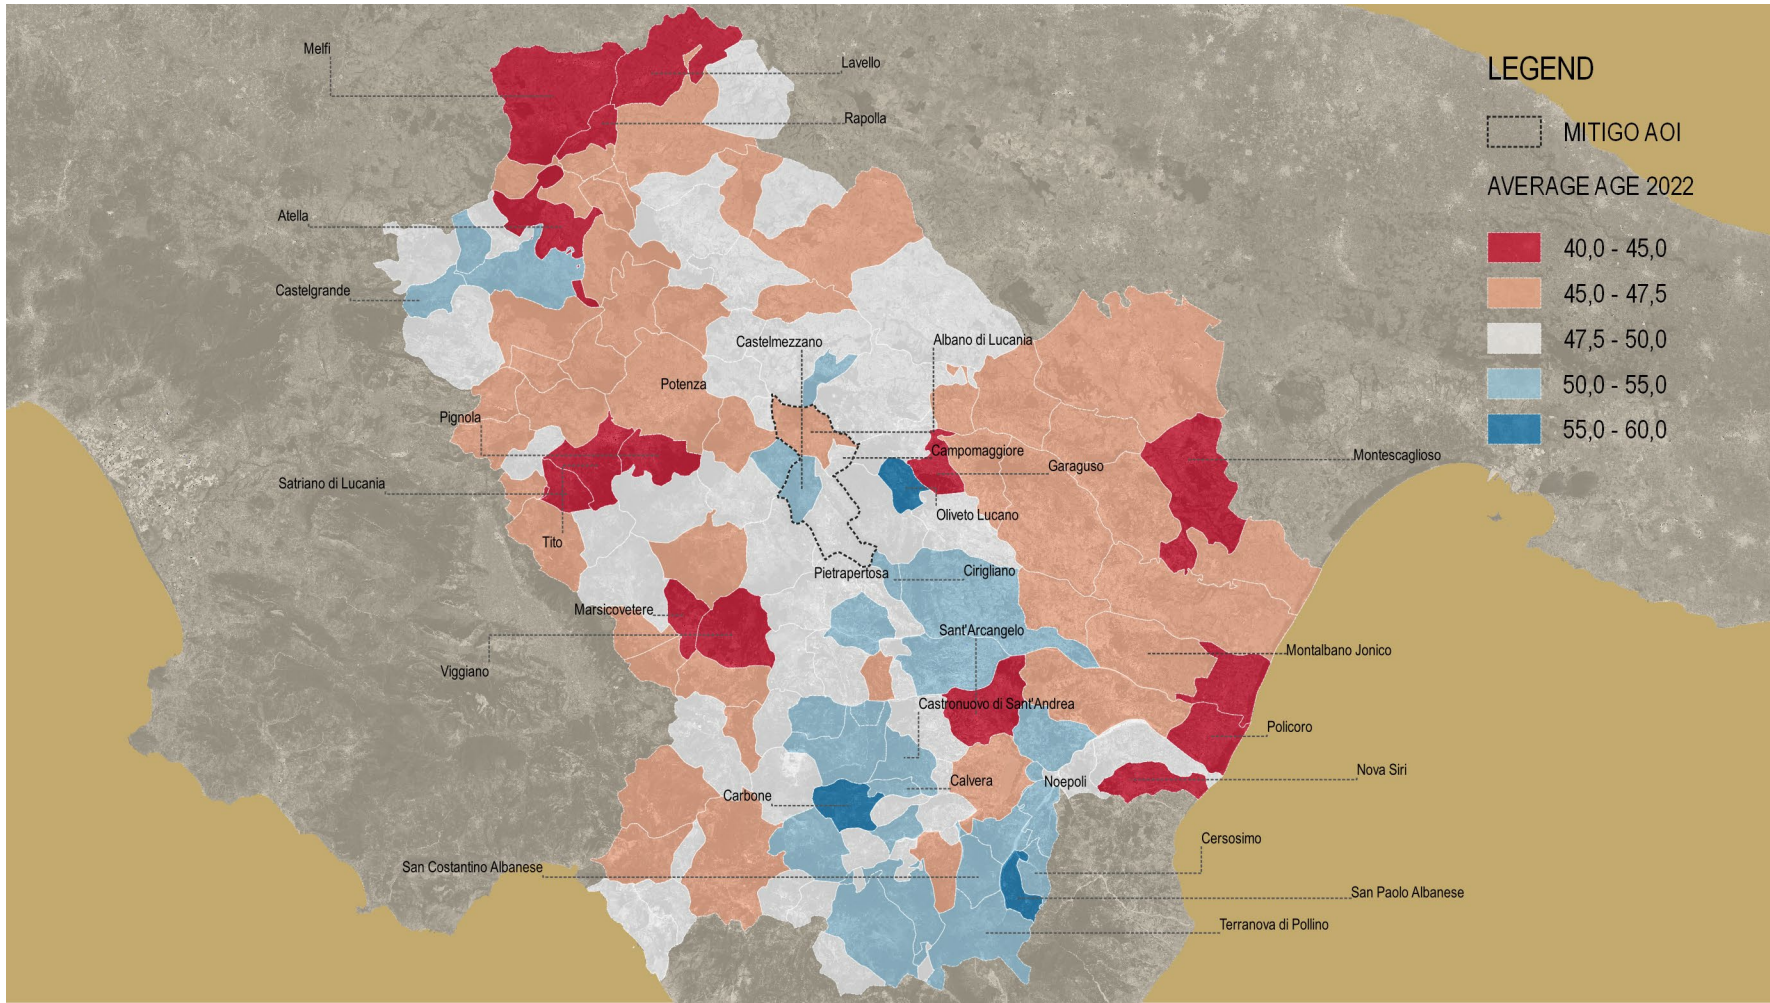 Melfi
Lavello
Rapolla
Atella
Castelgrande
Castelmezzano
Albano di Lucania
Potenza
Pignola
Campomaggiore
Garaguso
Montescaglioso
Satriano di Lucania
Oliveto Lucano
Tito
Pietrapertosa
Cirigliano
Marsicovetere
Sant'Arcangelo
Viggiano
Montalbano Jonico
Castronuovo di Sant'Andrea
Policoro
Nova Siri
Calvera
Noepoli
Carbone
Cersosimo
San Costantino Albanese
San Paolo Albanese
Terranova di Pollino
LEGEND
MITIGO AOI
AVERAGE AGE 2022
40,0 - 45,0
45,0 - 47,5
47,5 - 50,0
50,0 - 55,0
55,0 - 60,0